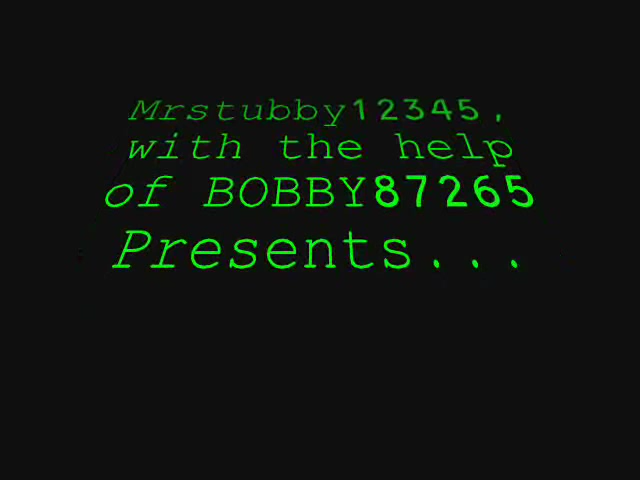 Mrstubby12345,
with the help
of BOBBY87265
Presents...